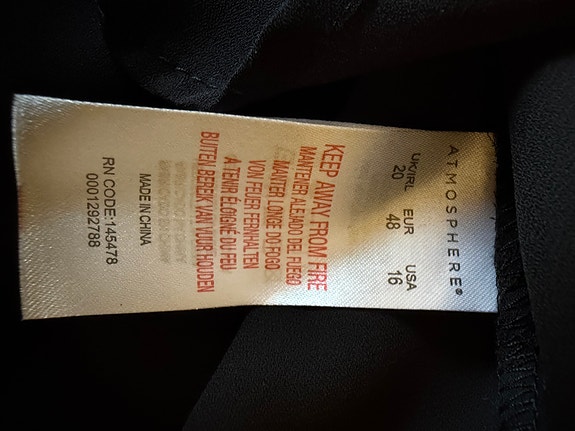 ATMOSPHERE®
UK/IRL EUR USA
20 48 16
KEEP AWAY FROM FIRE
MANTENER ALEJADO DE FUEGO
MANTER LONGE DO FOGO
VON FEUER FERNHALTEN
A TENIR ÉLOIGNÉ DU FEU
BUITEN BEREIK VAN VUUR HOUDEN
MADE IN CHINA
RN CODE:145478
0001292788